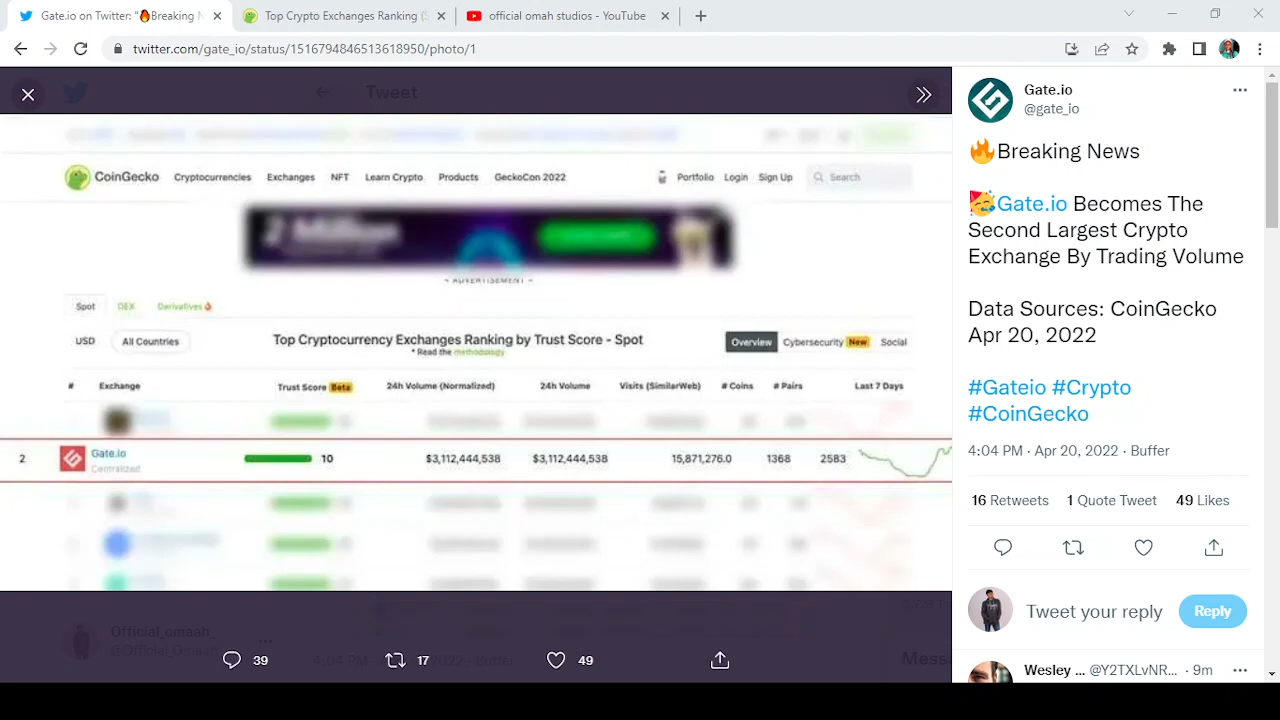 Gate.io on Twitter: "🔥Breaking N
Top Crypto Exchanges Ranking (S
official omah studios - YouTube
twitter.com/gate_io/status/1516794846513618950/photo/1
Tweet
CoinGecko
Cryptocurrencies
Exchanges
NFT
Learn Crypto
Products
GeckoCon 2022
Portfolio
Login
Sign Up
Search
Million
- ADVERTISEMENT -
Spot
DEX
Derivatives
USD
All Countries
Top Cryptocurrency Exchanges Ranking by Trust Score - Spot
* Read the methodology
Overview
Cybersecurity New
Social
# Exchange Trust Score Beta 24h Volume (Normalized) 24h Volume Visits (SimilarWeb) # Coins # Pairs Last 7 Days
2 Gate.io 10 $3,112,444,538 $3,112,444,538 15,871,276.0 1368 2583
Centralized
Official_omaah_
@Official_Omaah
39
17
49
Gate.io
@gate_io
🔥Breaking News
🥳Gate.io Becomes The
Second Largest Crypto
Exchange By Trading Volume
Data Sources: CoinGecko
Apr 20, 2022
#Gateio #Crypto
#CoinGecko
4:04 PM · Apr 20, 2022 · Buffer
16 Retweets 1 Quote Tweet 49 Likes
Tweet your reply
Reply
Wesley ... @Y2TXLvNR... · 9m